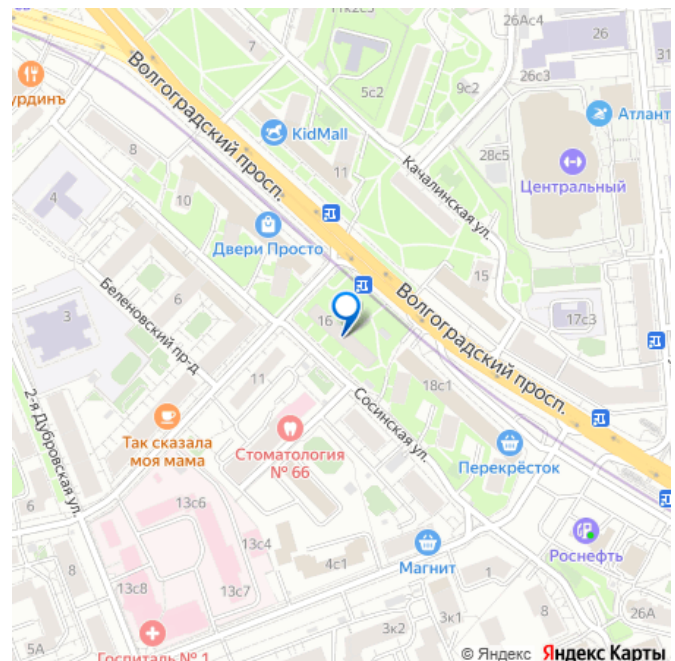 11к2с3
26Ас4
26
31
7
5с2
9с2
26с3
урдинъ
Волгоградский просп.
KidMall
Атлант
8
11
28с5
Качалинская ул.
Центральный
4
10
Двери Просто
15
Беленовский пр-д
6
16
Волгоградский просп.
17с3
3
11
18с1
2-я Дубровская ул.
Так сказала
моя мама
Стоматология
№ 66
Сосинская ул.
Перекрёсток
13с6
Роснефть
13с4
4с1
Магнит
8
13с8
13с7
1
3к1
8
26А
5А
3к2
Госпиталь № 1
© Яндекс Яндекс Карты